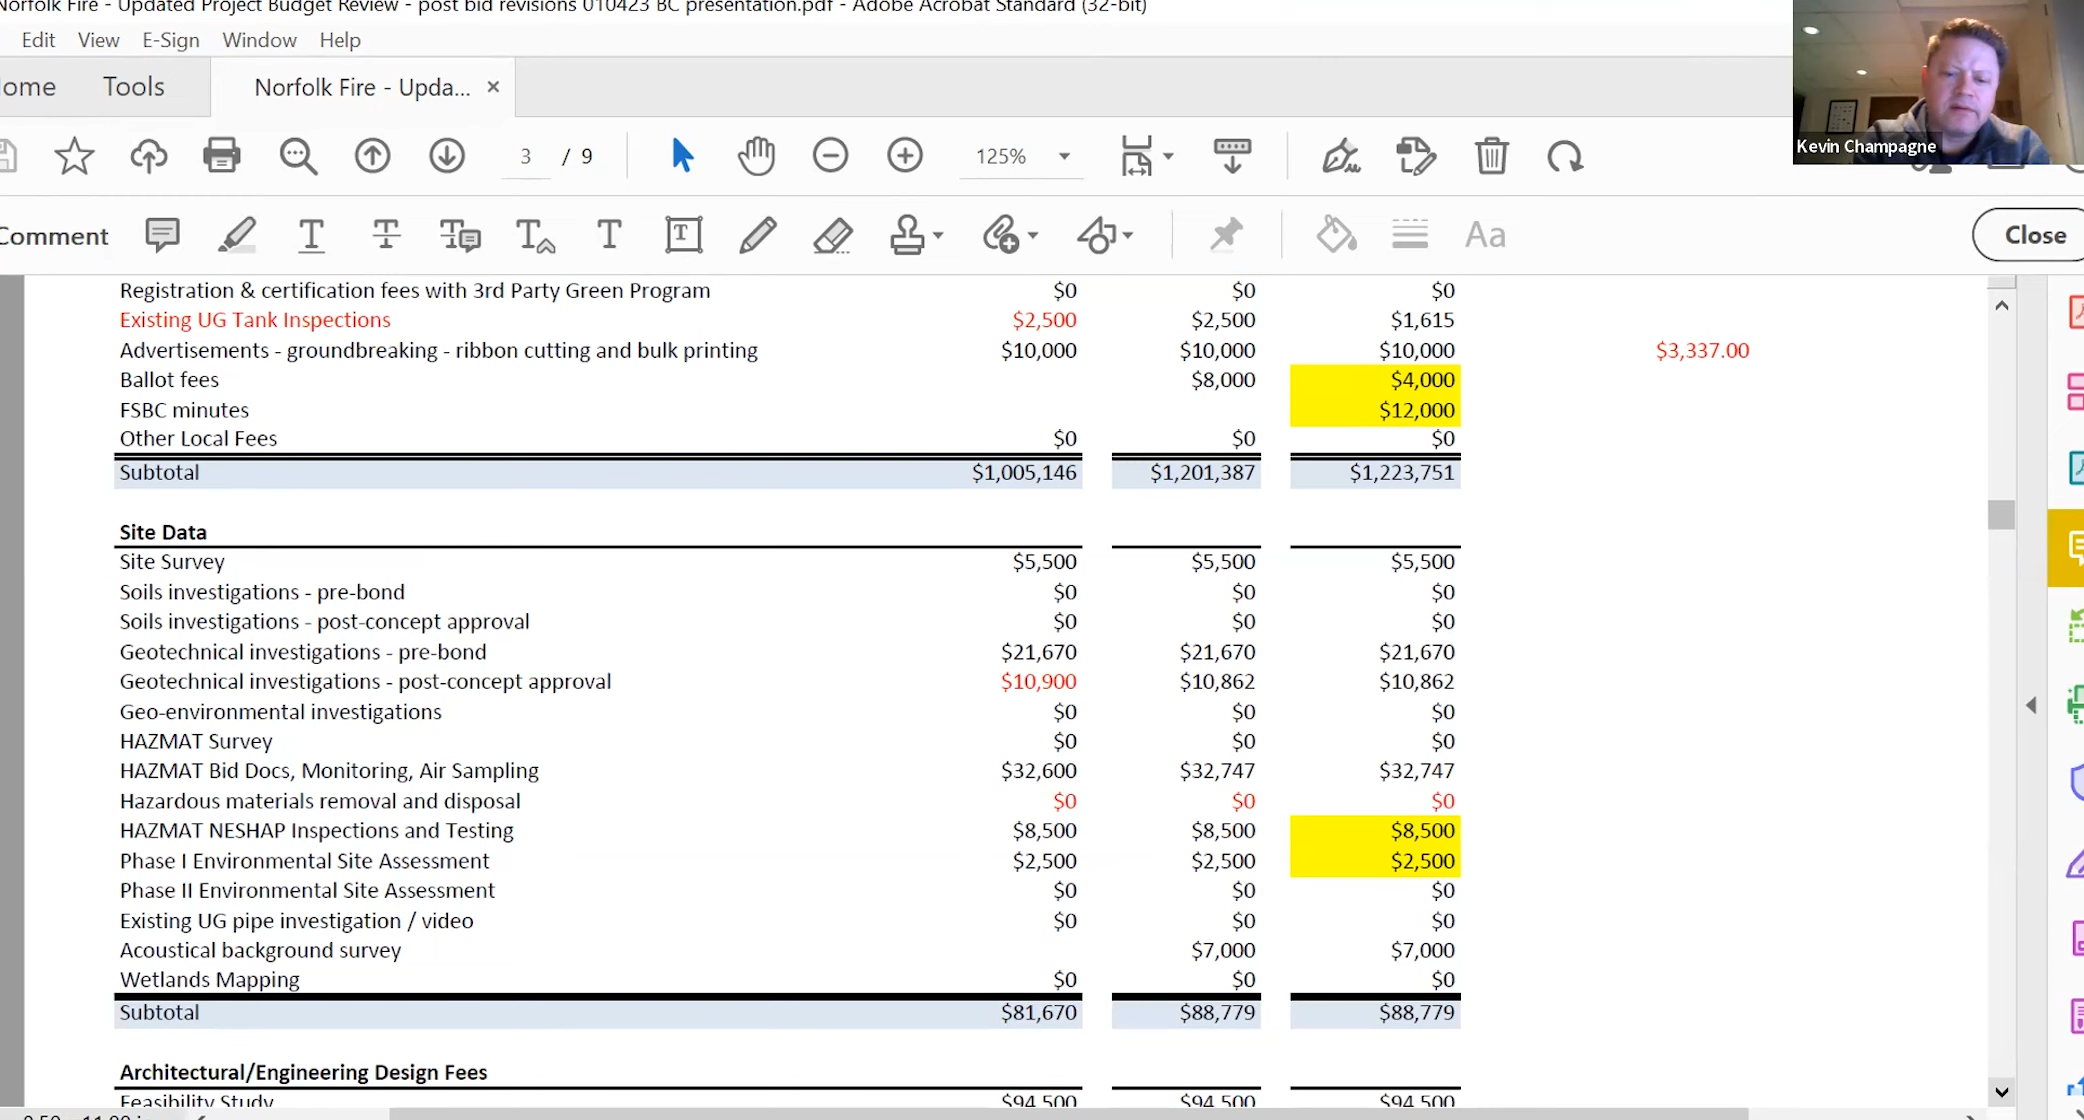 Norfolk Fire - Updated Project Budget Review - post bid revisions 010423 BC presentation.pdf - Adobe Acrobat Standard (32-bit)
Edit View E-Sign Window Help
ome Tools Norfolk Fire - Upda... ×
3 / 9 125%
Kevin Champagne
Comment T T T T T T Aa Close
Registration & certification fees with 3rd Party Green Program $0 $0 $0
Existing UG Tank Inspections $2,500 $2,500 $1,615
Advertisements - groundbreaking - ribbon cutting and bulk printing $10,000 $10,000 $10,000 $3,337.00
Ballot fees $8,000 $4,000
FSBC minutes $12,000
Other Local Fees $0 $0 $0
Subtotal $1,005,146 $1,201,387 $1,223,751
Site Data
Site Survey $5,500 $5,500 $5,500
Soils investigations - pre-bond $0 $0 $0
Soils investigations - post-concept approval $0 $0 $0
Geotechnical investigations - pre-bond $21,670 $21,670 $21,670
Geotechnical investigations - post-concept approval $10,900 $10,862 $10,862
Geo-environmental investigations $0 $0 $0
HAZMAT Survey $0 $0 $0
HAZMAT Bid Docs, Monitoring, Air Sampling $32,600 $32,747 $32,747
Hazardous materials removal and disposal $0 $0 $0
HAZMAT NESHAP Inspections and Testing $8,500 $8,500 $8,500
Phase I Environmental Site Assessment $2,500 $2,500 $2,500
Phase II Environmental Site Assessment $0 $0 $0
Existing UG pipe investigation / video $0 $0 $0
Acoustical background survey $7,000 $7,000
Wetlands Mapping $0 $0 $0
Subtotal $81,670 $88,779 $88,779
Architectural/Engineering Design Fees
Feasibility Study $94,500 $94,500 $94,500